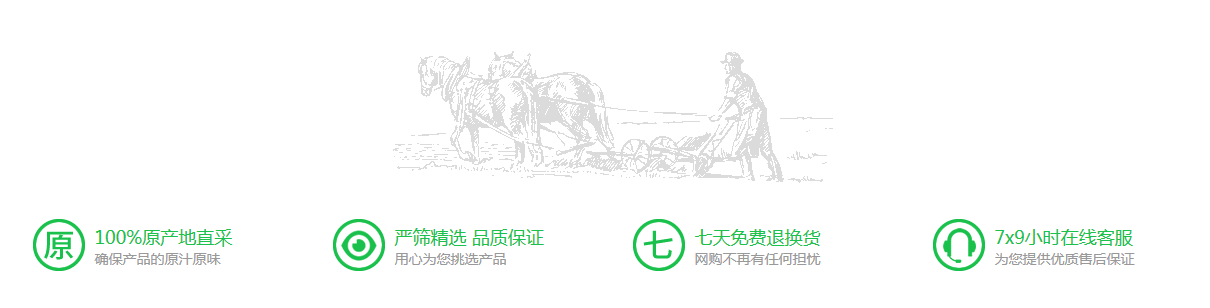 原
100%原产地直采
确保产品的原汁原味
严筛精选 品质保证
用心为您挑选产品
七
七天免费退换货
网购不再有任何担忧
7x9小时在线客服
为您提供优质售后保证